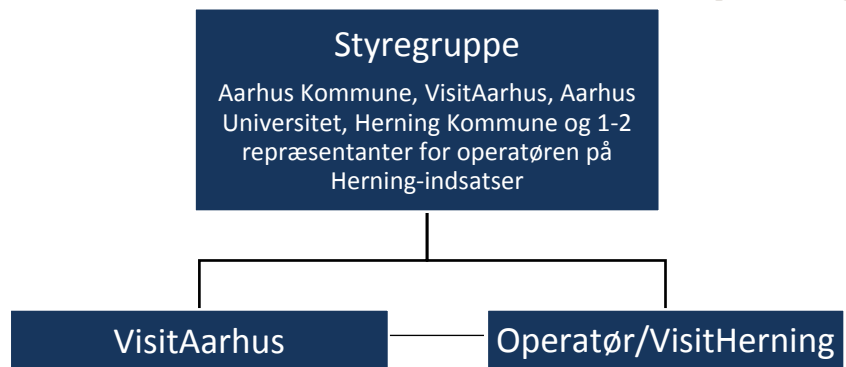 Styregruppe
Aarhus Kommune, VisitAarhus, Aarhus
Universitet, Herning Kommune og 1-2
repræsentanter for operatøren på
Herning-indsatser
VisitAarhus
Operatør/VisitHerning